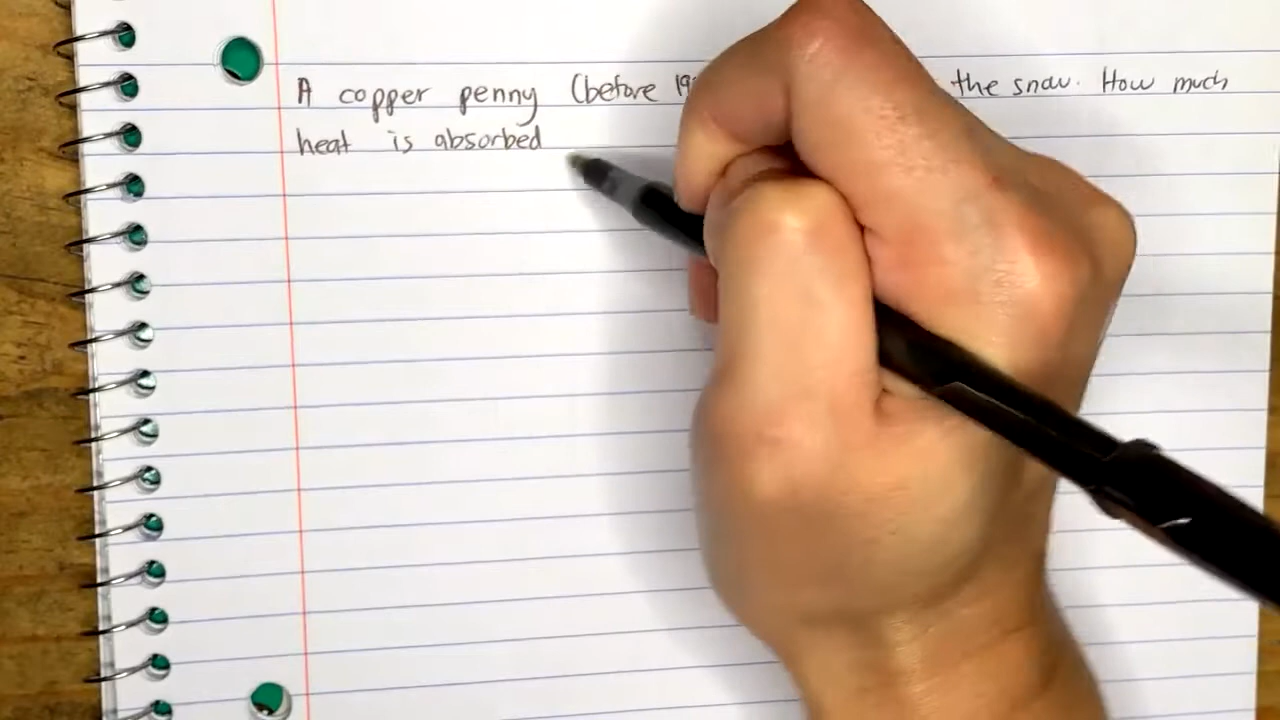 A copper penny (before 19 the snow. How much
heat is absorbed